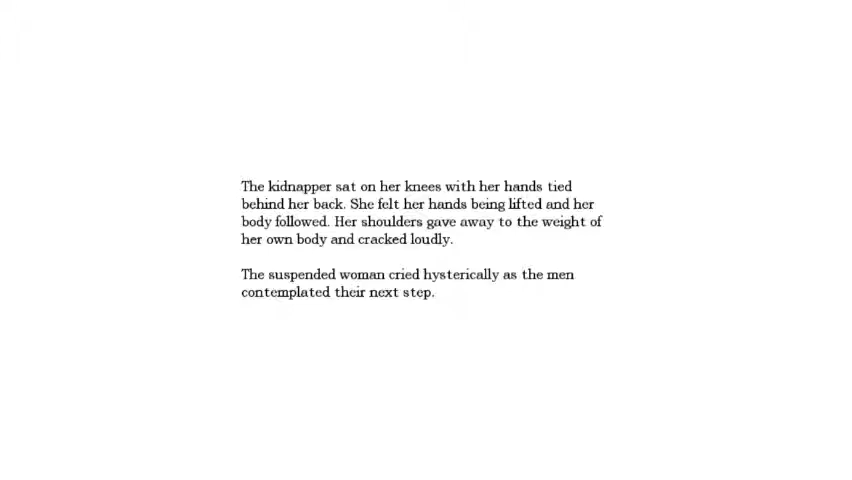 The kidnapper sat on her knees with her hands tied
behind her back. She felt her hands being lifted and her
body followed. Her shoulders gave away to the weight of
her own body and cracked loudly.
The suspended woman cried hysterically as the men
contemplated their next step.